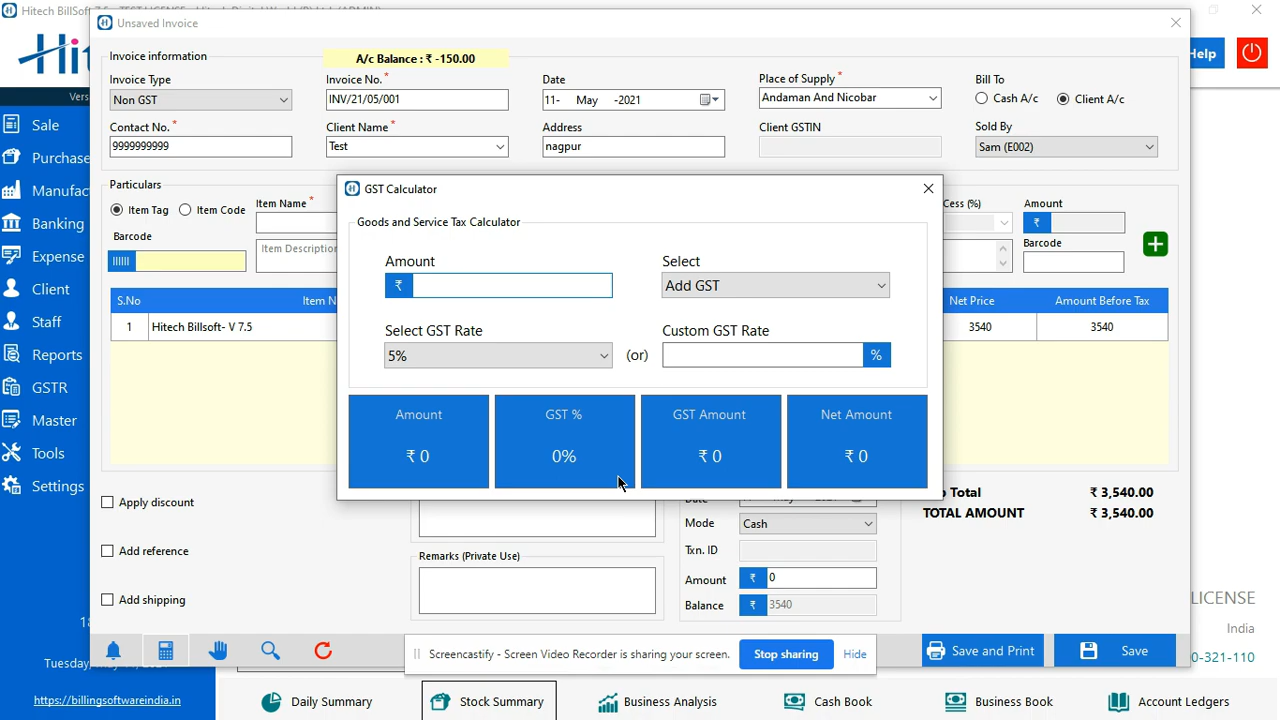 Unsaved Invoice
Help
Invoice information
A/c Balance : ₹ -150.00
Invoice Type
Invoice No.*
Date
Place of Supply*
Bill To
Non GST
INV/21/05/001
11- May -2021
Andaman And Nicobar
Cash A/c
Client A/c
Contact No.*
Client Name*
Address
Client GSTIN
Sold By
9999999999
Test
nagpur
Sam (E002)
Sale
Purchase
Banking
Expense
Client
Staff
Reports
GSTR
Master
Tools
Settings
Particulars
Item Tag
Item Code
Item Name*
Cess (%)
Amount
₹
Barcode
Item Description
Barcode
S.No
Net Price
Amount Before Tax
1
Hitech Billsoft- V 7.5
3540
3540
GST Calculator
Goods and Service Tax Calculator
Amount
Select
₹
Add GST
Select GST Rate
Custom GST Rate
5%
(or)
%
Amount
GST %
GST Amount
Net Amount
₹ 0
0%
₹ 0
₹ 0
Total
₹ 3,540.00
TOTAL AMOUNT
₹ 3,540.00
Apply discount
Add reference
Add shipping
Remarks (Private Use)
Mode
Cash
Txn. ID
Amount
₹
0
Balance
₹
3540
LICENSE
India
0-321-110
Screencastify - Screen Video Recorder is sharing your screen.
Stop sharing
Hide
Save and Print
Save
https://billingsoftwareindia.in
Daily Summary
Stock Summary
Business Analysis
Cash Book
Business Book
Account Ledgers